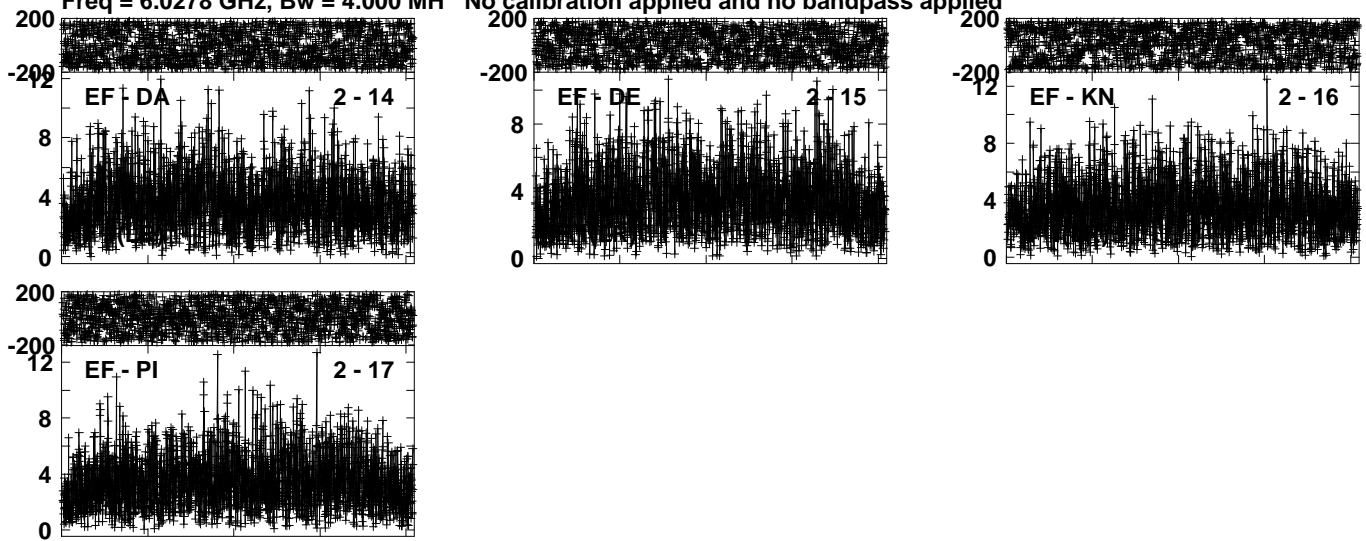 Freq = 6.0278 GHz, Bw = 4.000 MH No calibration applied and no bandpass applied
200 200 200
-200 -200 -200
12 12
EF - DA 2 - 14 EF - DE 2 - 15 EF - KN 2 - 16
8 8 8
4 4 4
0 0 0
200
-200
12
EF - PI 2 - 17
8
4
0